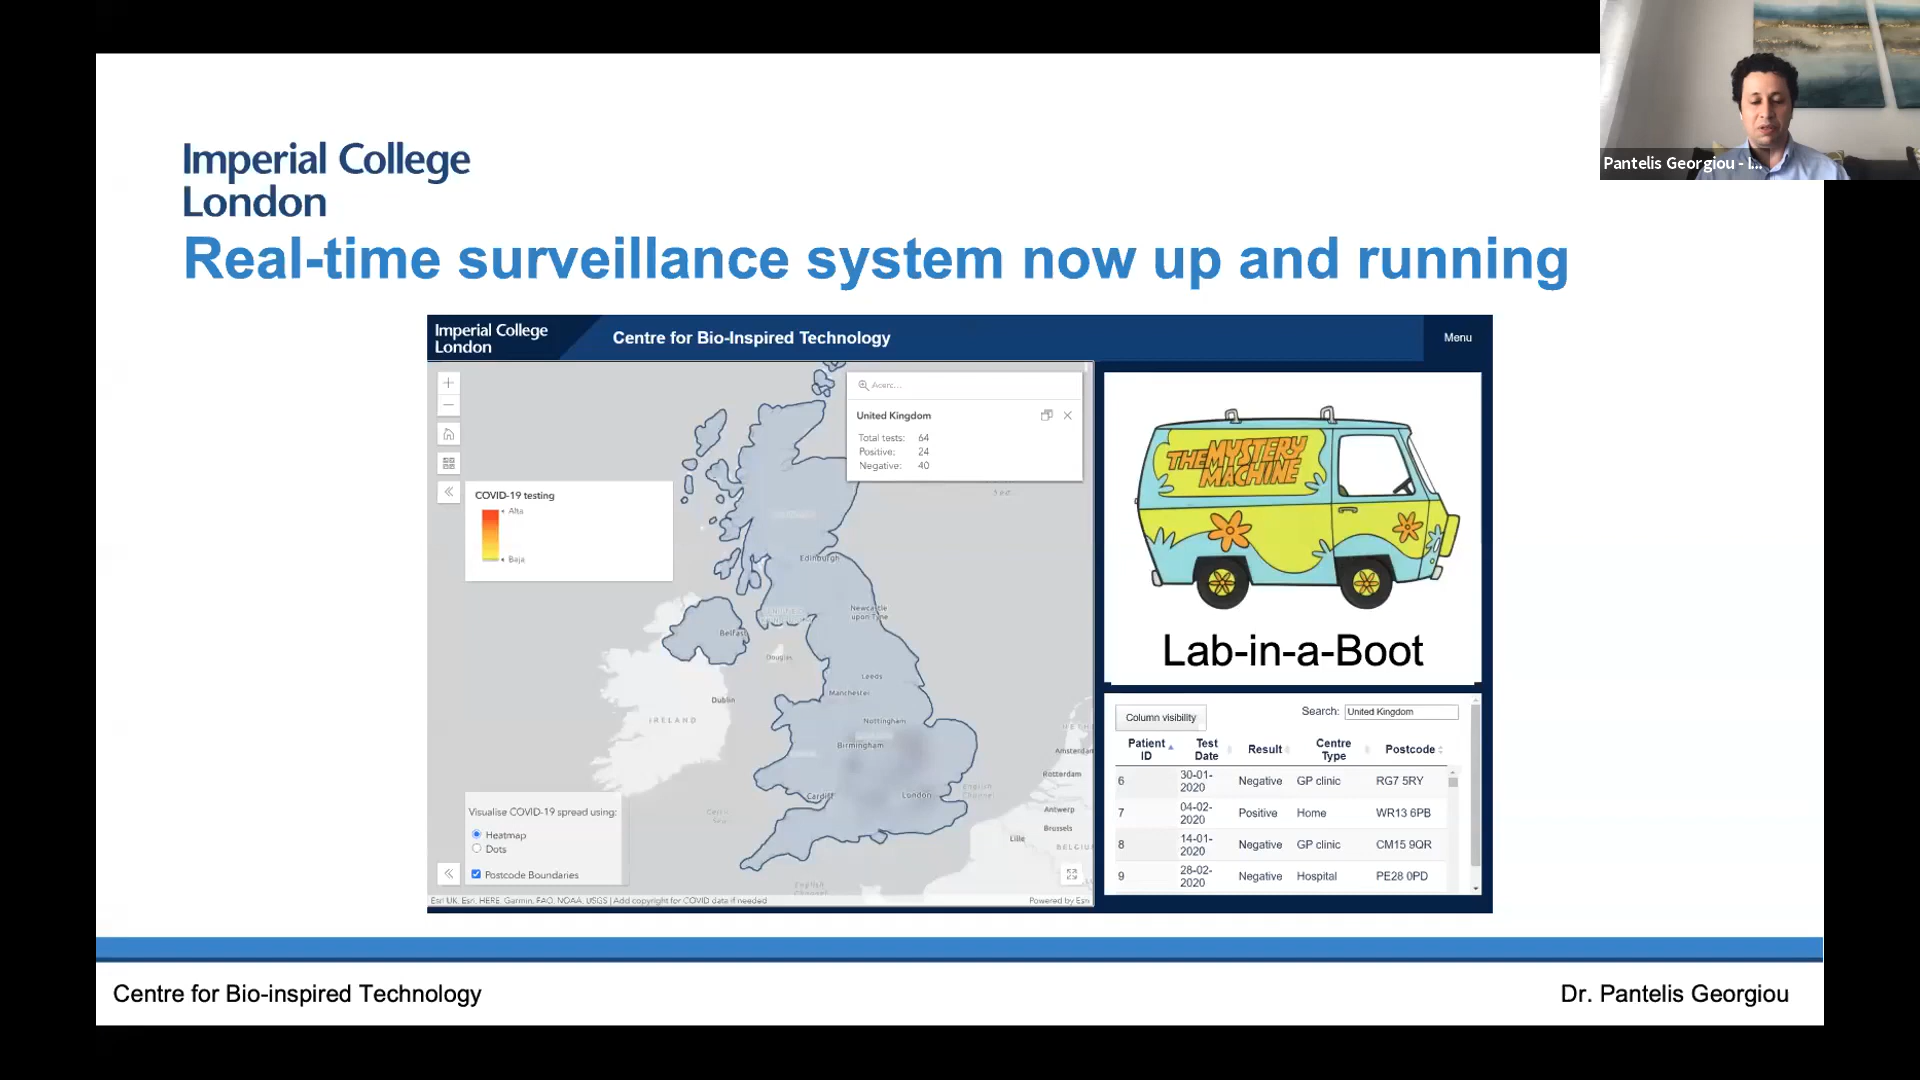 Pantelis Georgiou - I...
Imperial College
London
Real-time surveillance system now up and running
Imperial College
London
Centre for Bio-Inspired Technology
Menu
United Kingdom
Total tests: 64
Positive: 24
Negative: 40
COVID-19 testing
Alta
Baja
Edinburgh
Newcastle
upon Tyne
Belfast
Douglas
Leeds
Manchester
Dublin
IRELAND
Nottingham
Birmingham
Amsterdam
Rotterdam
Cardiff
London
English
Channel
Antwerp
Brussels
Lille
BELGIU
English
Channel
Visualise COVID-19 spread using:
Heatmap
Dots
Postcode Boundaries
Esri UK, Esri, HERE, Garmin, FAO, NOAA, USGS | Add copyright for COVID data if needed
Powered by Esri
THE MYSTERY
MACHINE
Lab-in-a-Boot
Column visibility
Search: United Kingdom
Patient ID Test Date Result Centre Type Postcode
6 30-01-2020 Negative GP clinic RG7 5RY
7 04-02-2020 Positive Home WR13 6PB
8 14-01-2020 Negative GP clinic CM15 9QR
9 28-02-2020 Negative Hospital PE28 0PD
Centre for Bio-inspired Technology
Dr. Pantelis Georgiou